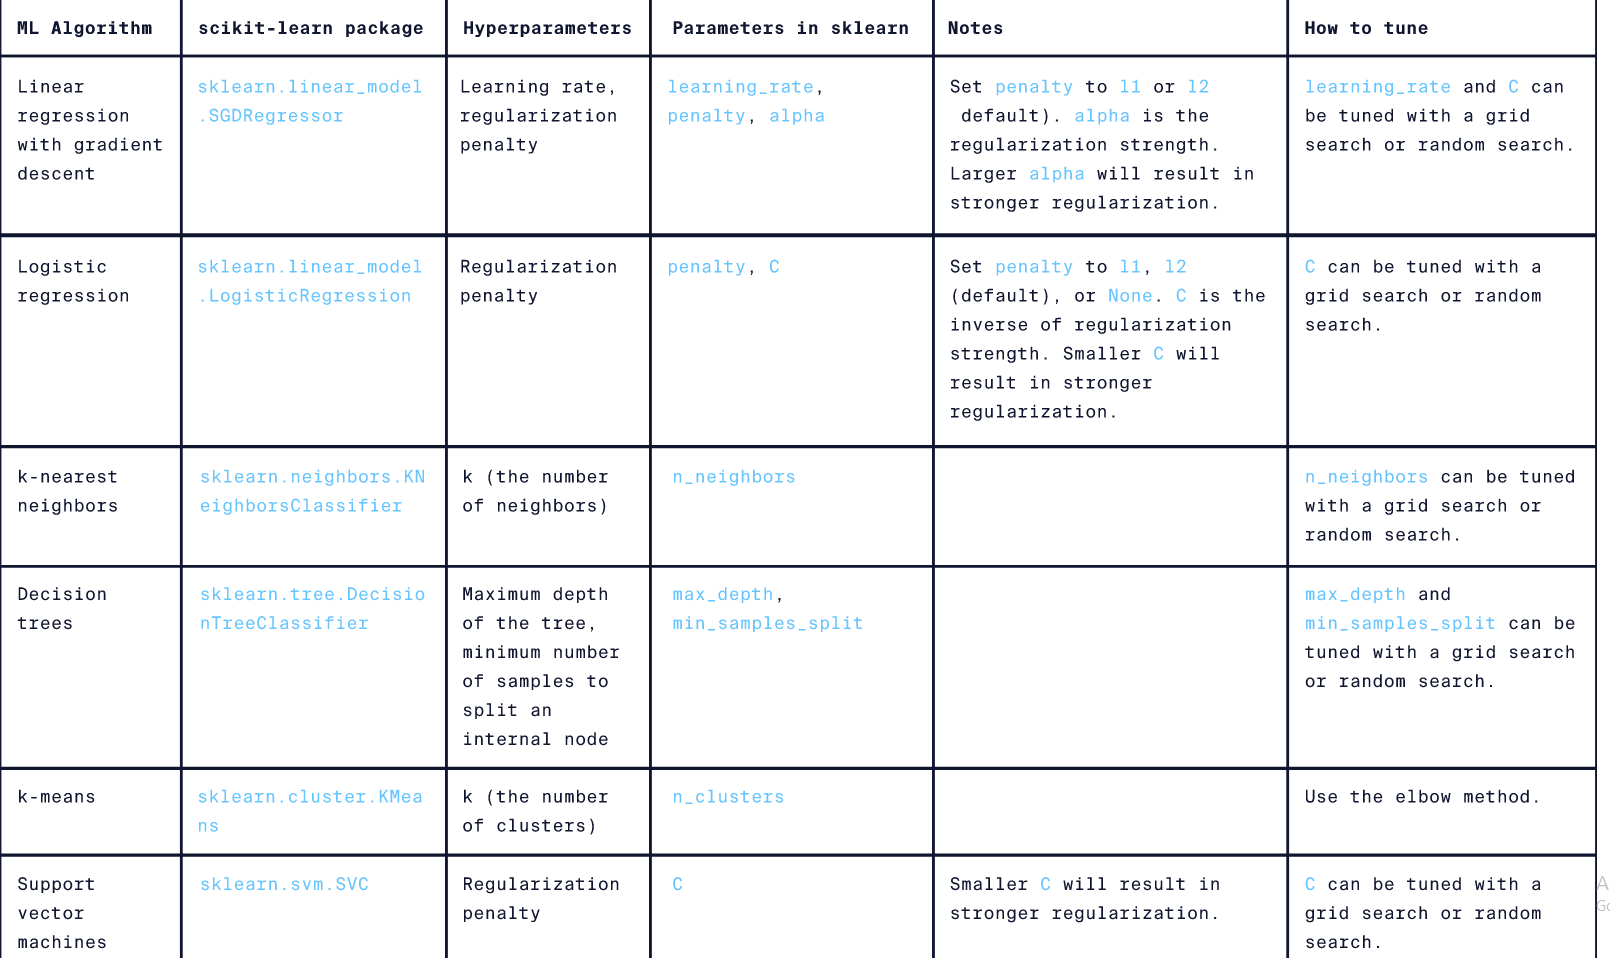 ML Algorithm
scikit-learn package
Hyperparameters
Parameters in sklearn
Notes
How to tune
Linear
regression
with gradient
descent
sklearn.linear_model
.SGDRegressor
Learning rate,
regularization
penalty
learning_rate,
penalty, alpha
Set penalty to l1 or l2
default). alpha is the
regularization strength.
Larger alpha will result in
stronger regularization.
learning_rate and C can
be tuned with a grid
search or random search.
Logistic
regression
sklearn.linear_model
.LogisticRegression
Regularization
penalty
penalty, C
Set penalty to l1, l2
(default), or None. C is the
inverse of regularization
strength. Smaller C will
result in stronger
regularization.
C can be tuned with a
grid search or random
search.
k-nearest
neighbors
sklearn.neighbors.KN
eighborsClassifier
k (the number
of neighbors)
n_neighbors
n_neighbors can be tuned
with a grid search or
random search.
Decision
trees
sklearn.tree.Decisio
nTreeClassifier
Maximum depth
of the tree,
minimum number
of samples to
split an
internal node
max_depth,
min_samples_split
max_depth and
min_samples_split can be
tuned with a grid search
or random search.
k-means
sklearn.cluster.KMea
ns
k (the number
of clusters)
n_clusters
Use the elbow method.
Support
vector
machines
sklearn.svm.SVC
Regularization
penalty
C
Smaller C will result in
stronger regularization.
C can be tuned with a
grid search or random
search.
A
Go